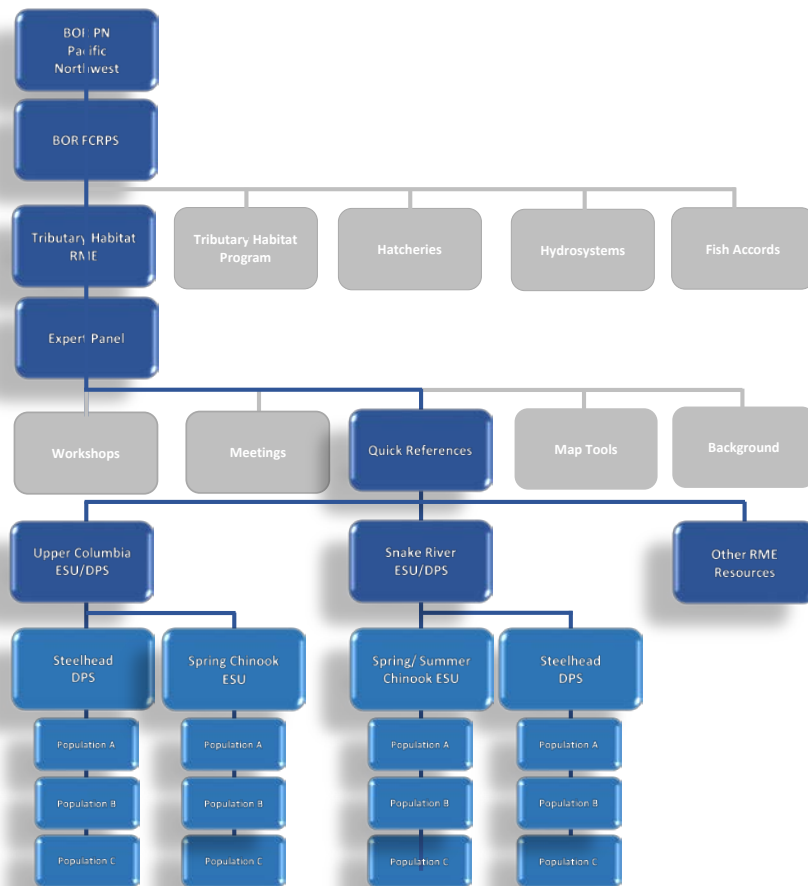 BOR PN
Pacific
Northwest
BOR FCRPS
Tributary Habitat
RME
Tributary Habitat
Program
Hatcheries
Hydrosystems
Fish Accords
Expert Panel
Workshops
Meetings
Quick References
Map Tools
Background
Upper Columbia
ESU/DPS
Snake River
ESU/DPS
Other RME
Resources
Steelhead
DPS
Spring Chinook
ESU
Spring/ Summer
Chinook ESU
Steelhead
DPS
Population A
Population A
Population A
Population A
Population B
Population B
Population B
Population B
Population C
Population C
Population C
Population C